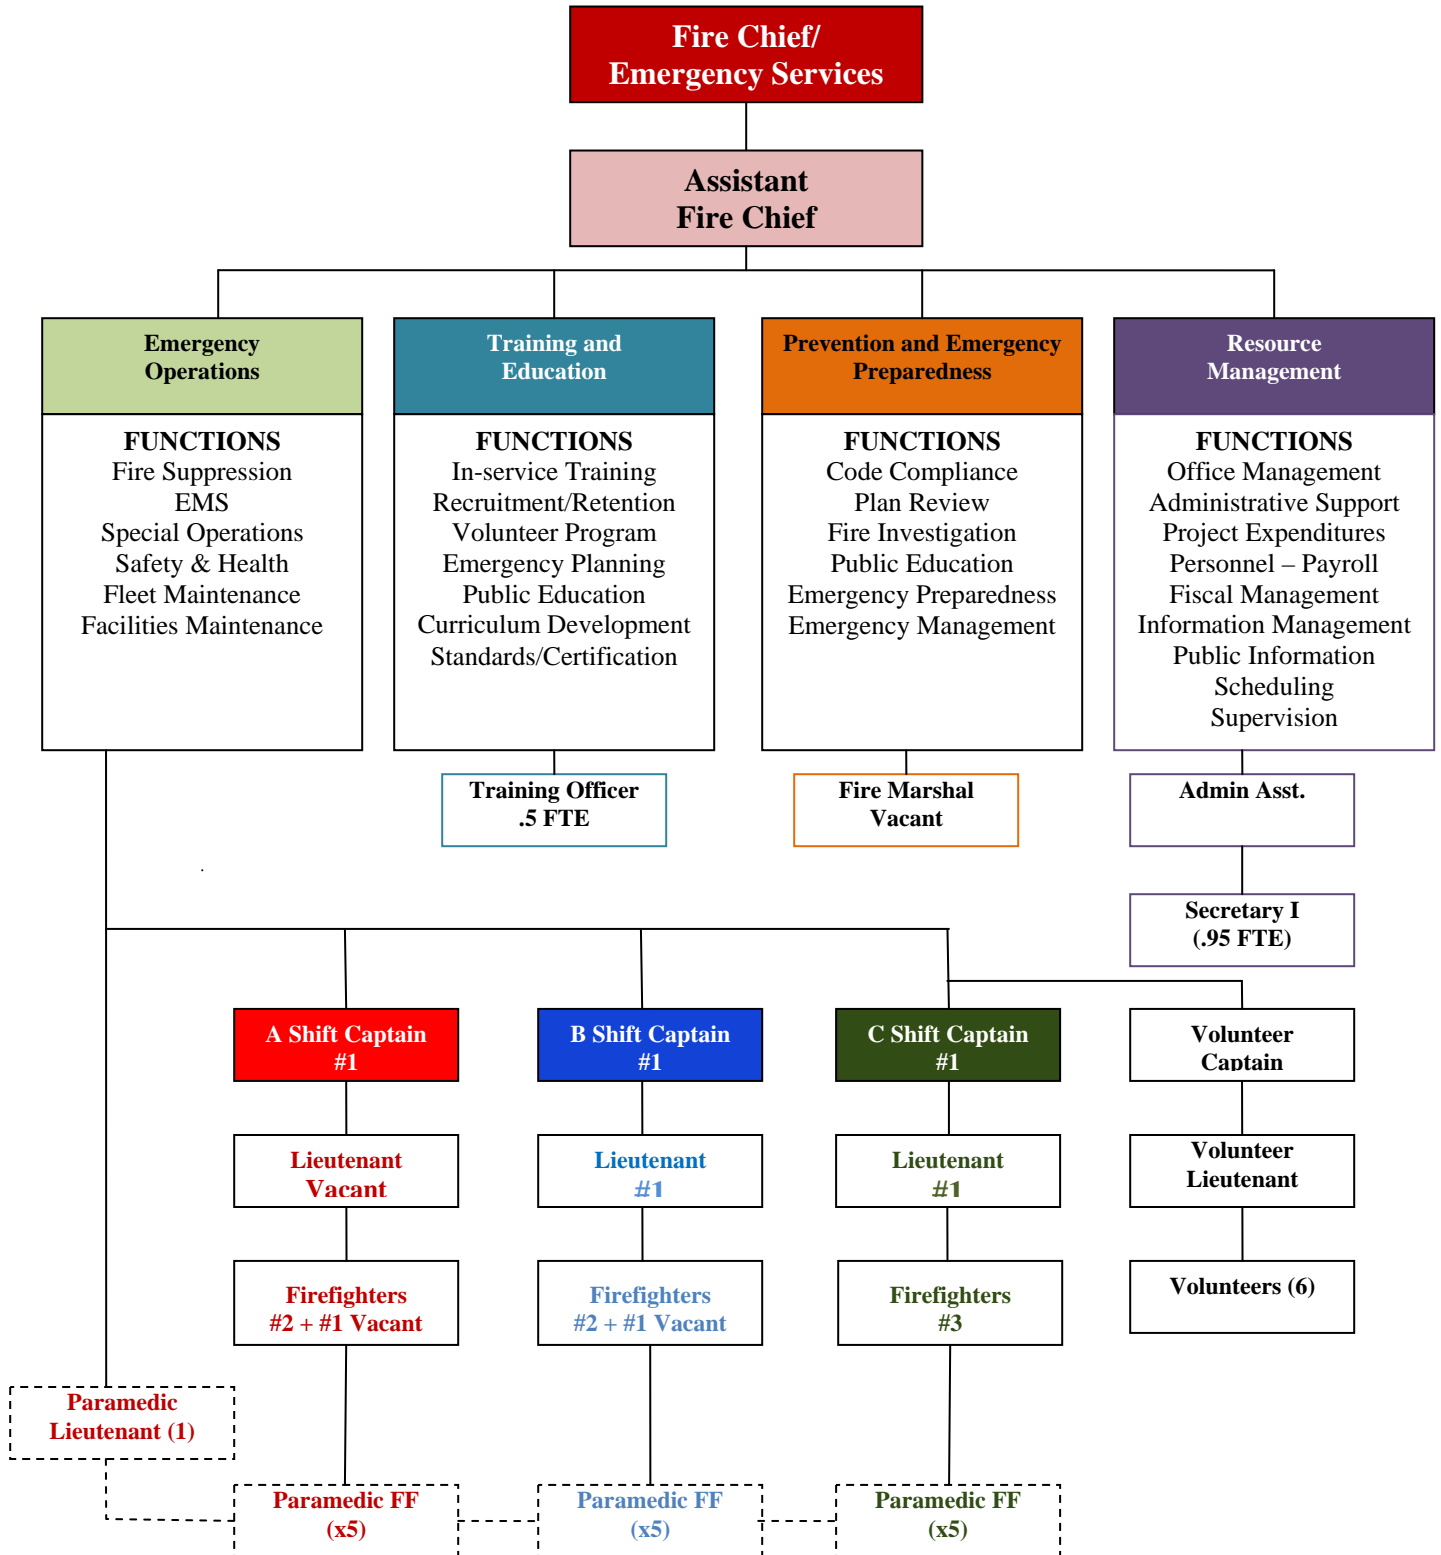 Fire Chief/
Emergency Services
Assistant
Fire Chief
Emergency
Operations
Training and
Education
Prevention and Emergency
Preparedness
Resource
Management
FUNCTIONS
Fire Suppression
EMS
Special Operations
Safety & Health
Fleet Maintenance
Facilities Maintenance
FUNCTIONS
In-service Training
Recruitment/Retention
Volunteer Program
Emergency Planning
Public Education
Curriculum Development
Standards/Certification
FUNCTIONS
Code Compliance
Plan Review
Fire Investigation
Public Education
Emergency Preparedness
Emergency Management
FUNCTIONS
Office Management
Administrative Support
Project Expenditures
Personnel – Payroll
Fiscal Management
Information Management
Public Information
Scheduling
Supervision
Training Officer
.5 FTE
Fire Marshal
Vacant
Admin Asst.
.
Secretary I
(.95 FTE)
A Shift Captain
#1
B Shift Captain
#1
C Shift Captain
#1
Volunteer
Captain
Lieutenant
Vacant
Lieutenant
#1
Lieutenant
#1
Volunteer
Lieutenant
Firefighters
#2 + #1 Vacant
Firefighters
#2 + #1 Vacant
Firefighters
#3
Volunteers (6)
Paramedic
Lieutenant (1)
Paramedic FF
(x5)
Paramedic FF
(x5)
Paramedic FF
(x5)